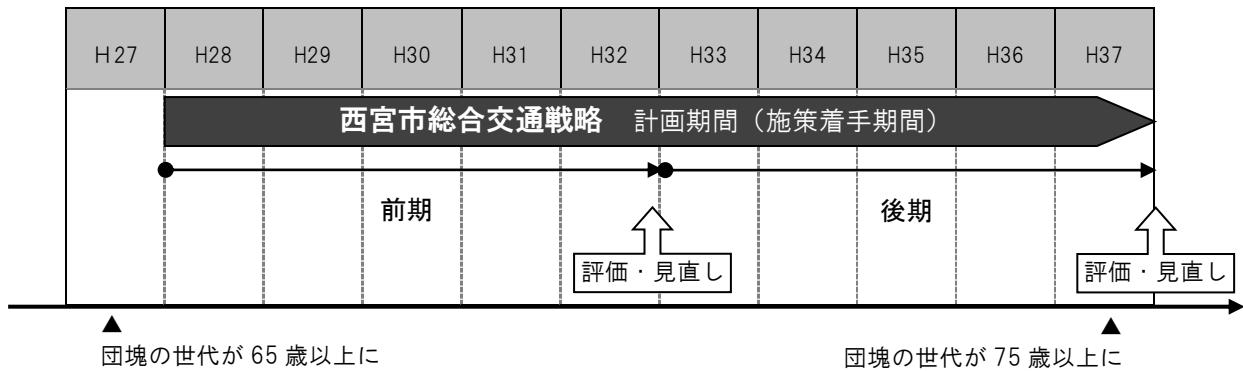 H27 H28 H29 H30 H31 H32 H33 H34 H35 H36 H37
西宮市総合交通戦略 計画期間（施策着手期間）
前期 後期
評価・見直し 評価・見直し
▲ ▲
団塊の世代が 65 歳以上に 団塊の世代が 75 歳以上に